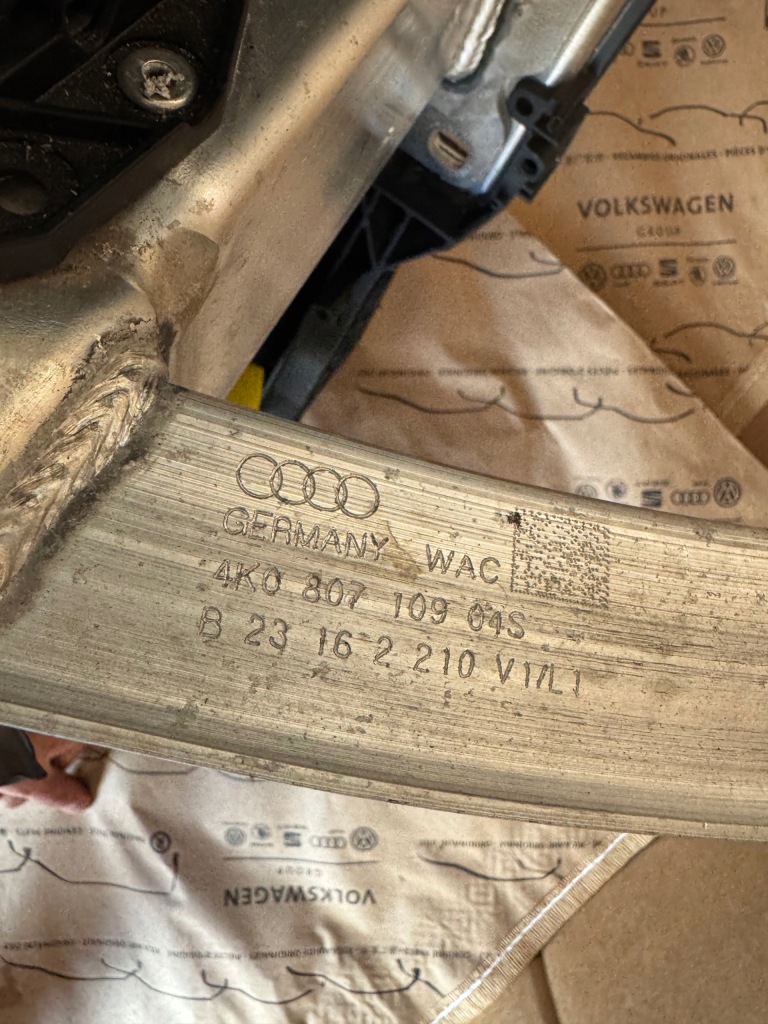 VOLKSWAGEN
GROUP
GERMANY WAC
4K0 807 109 04S
B 23 16 2 210 V1/L1
VOLKSWAGEN
GROUP